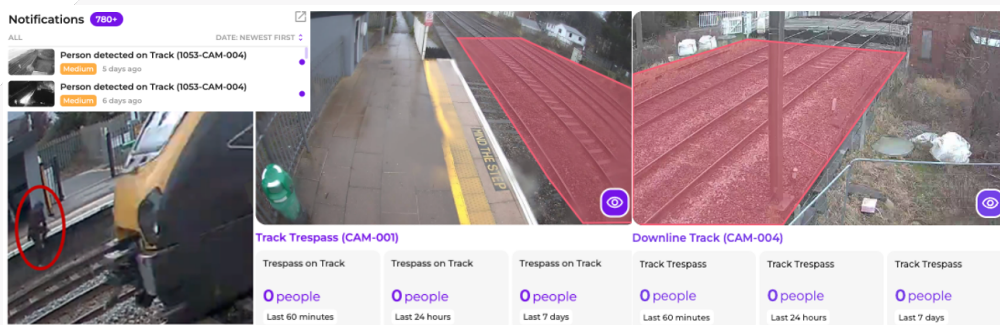 Notifications 780+
ALL DATE: NEWEST FIRST
Person detected on Track (1053-CAM-004)
Medium 5 days ago
Person detected on Track (1053-CAM-004)
Medium 6 days ago
MIND THE STEP
Track Trespass (CAM-001)
Trespass on Track
0 people
Last 60 minutes
Trespass on Track
0 people
Last 24 hours
Trespass on Track
0 people
Last 7 days
Downline Track (CAM-004)
Track Trespass
0 people
Last 60 minutes
Track Trespass
0 people
Last 24 hours
Track Trespass
0 people
Last 7 days